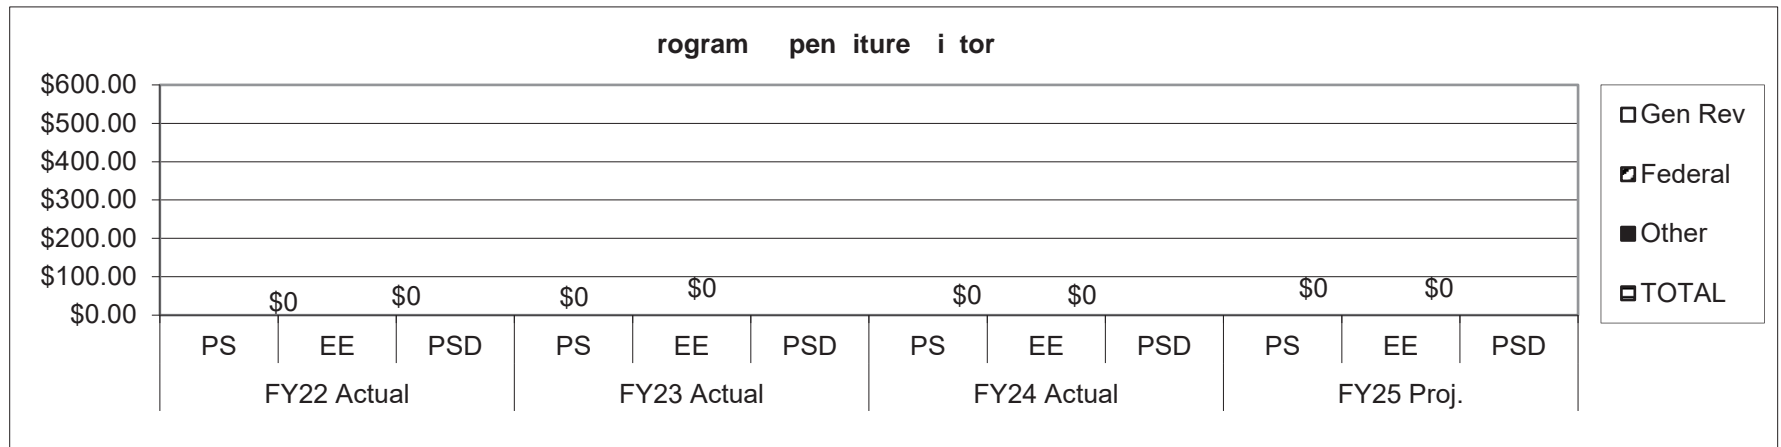 rogram pen iture i tor
$600.00
$500.00
$400.00
$300.00
$200.00
$100.00
$0.00
$0 $0 $0 $0 $0 $0 $0 $0
PS EE PSD PS EE PSD PS EE PSD PS EE PSD
FY22 Actual FY23 Actual FY24 Actual FY25 Proj.
Gen Rev
Federal
Other
TOTAL